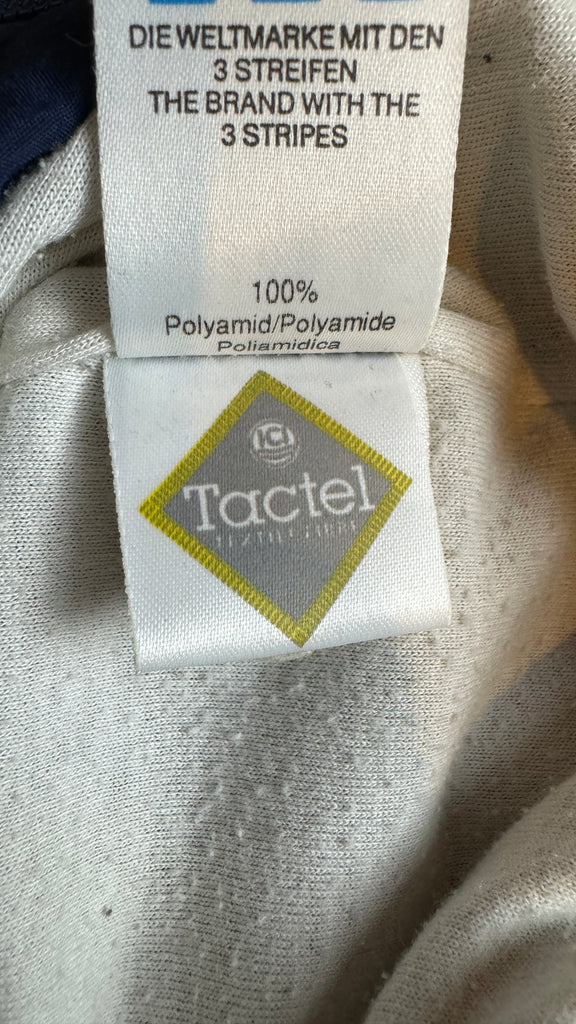 DIE WELTMARKE MIT DEN
3 STREIFEN
THE BRAND WITH THE
3 STRIPES
100%
Polyamid/Polyamide
Poliamidica
ICI
Tactel